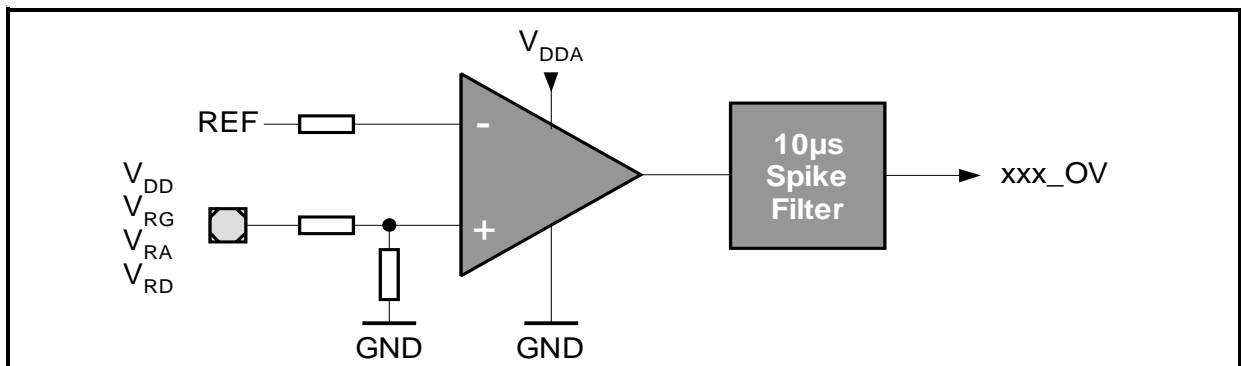 V_DDA
REF
-
10µs
Spike
Filter
xxx_OV
V_DD
V_RG
V_RA
V_RD
+
GND
GND